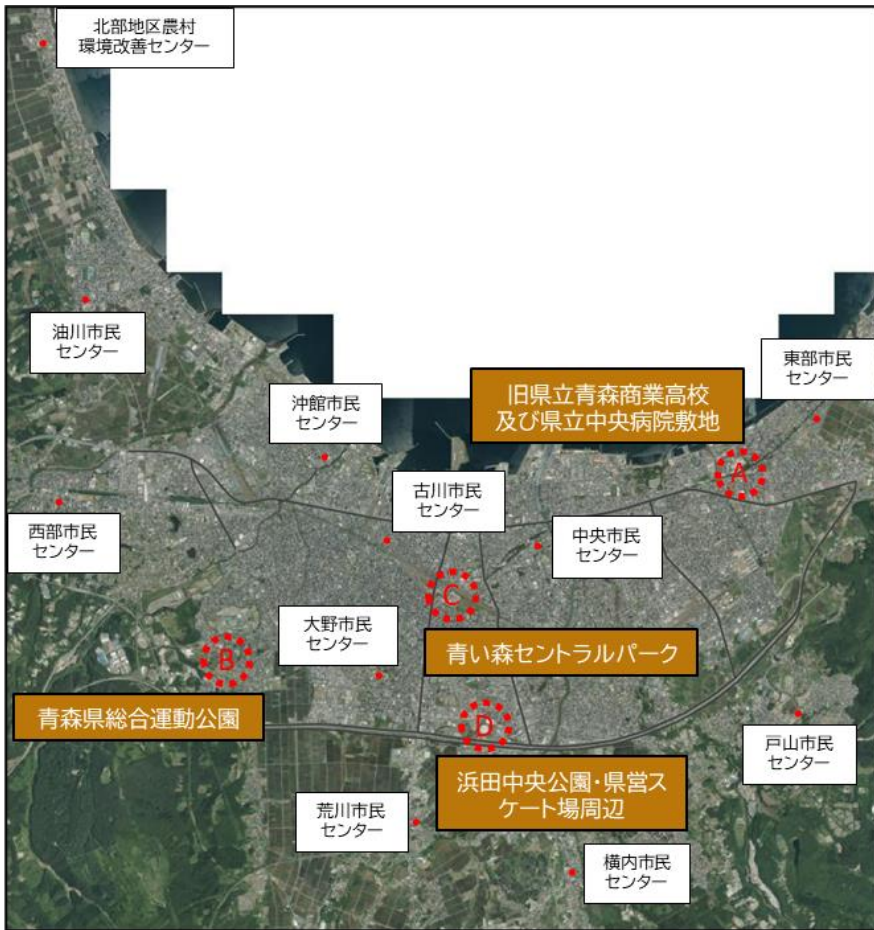 北部地区農村
環境改善センター
油川市民
センター
東部市民
センター
旧県立青森商業高校
及び県立中央病院敷地
沖館市民
センター
A
古川市民
センター
西部市民
センター
中央市民
センター
C
大野市民
センター
B
青い森セントラルパーク
青森県総合運動公園
D
戸山市民
センター
浜田中央公園・県営ス
ケート場周辺
荒川市民
センター
横内市民
センター